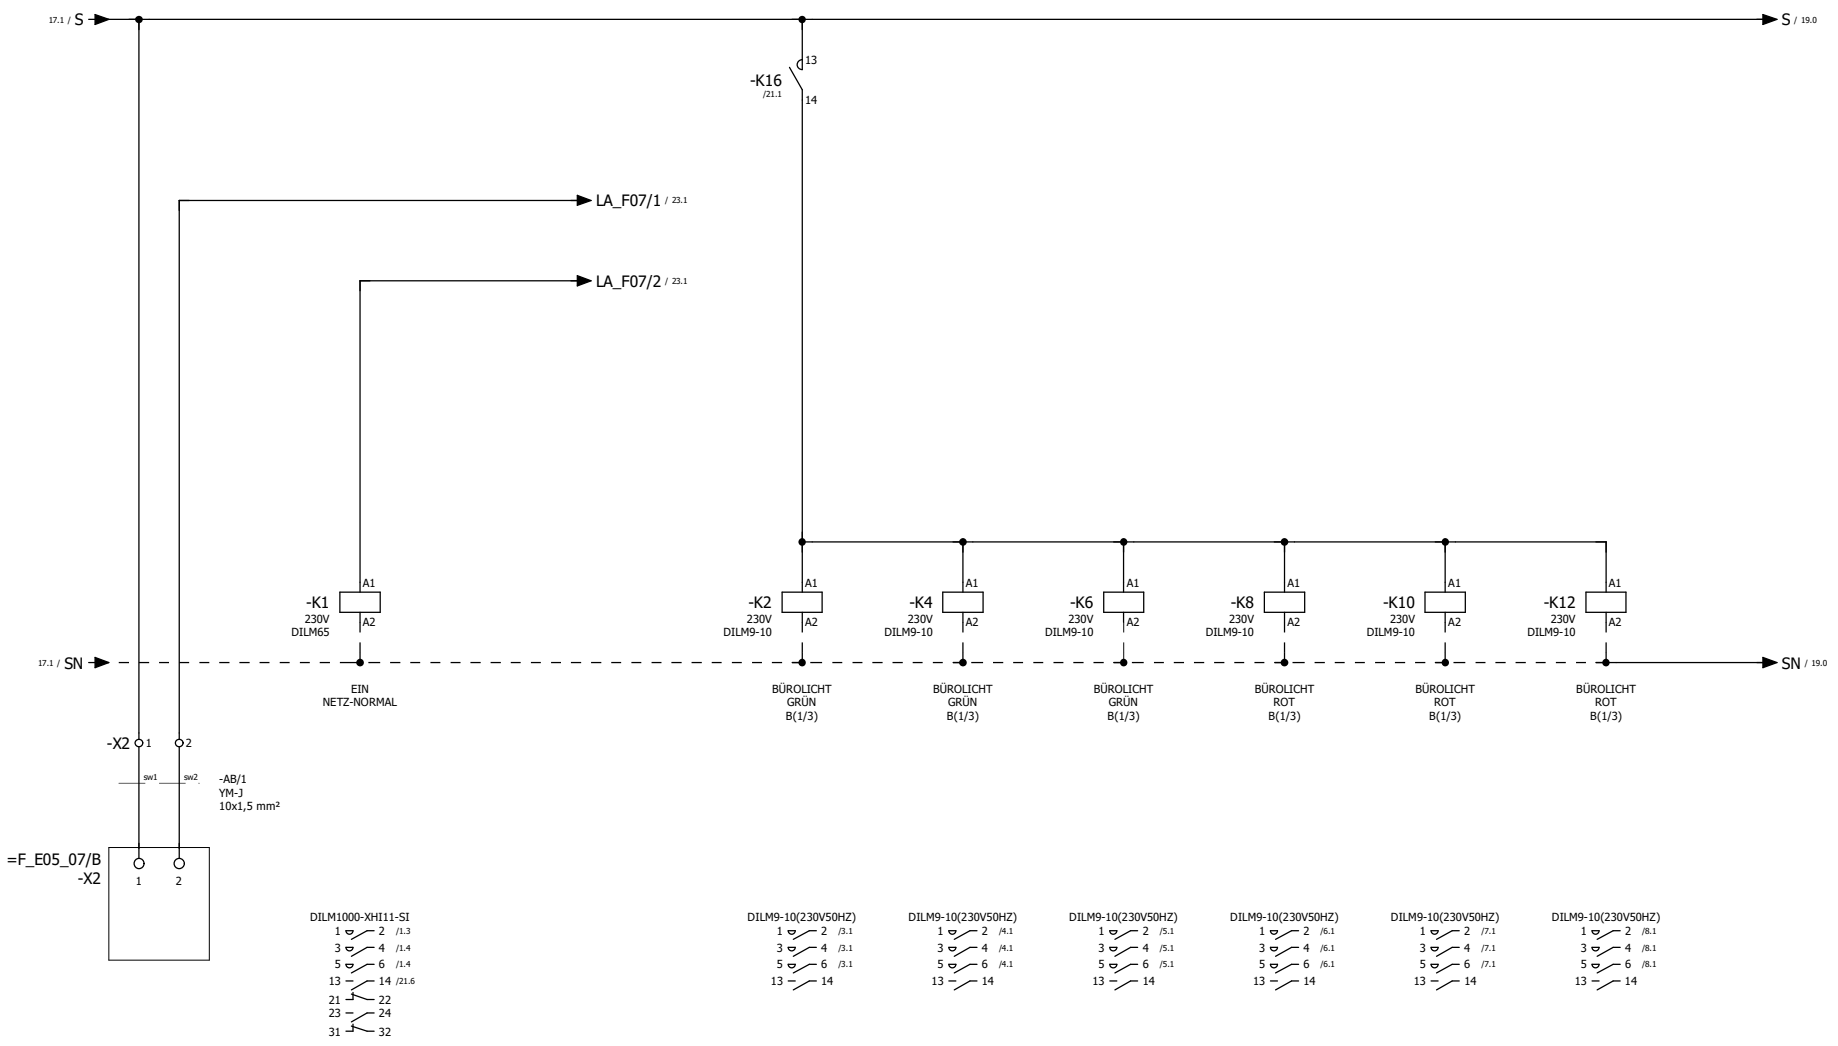 17.1 / S
S / 19.0
13
-K16
/21.1
14
LA_F07/1 / 23.1
LA_F07/2 / 23.1
A1
-K1
230V
A2
DILM65
A1
-K2
230V
A2
DILM9-10
A1
-K4
230V
A2
DILM9-10
A1
-K6
230V
A2
DILM9-10
A1
-K8
230V
A2
DILM9-10
A1
-K10
230V
A2
DILM9-10
A1
-K12
230V
A2
DILM9-10
17.1 / SN
SN / 19.0
EIN
NETZ-NORMAL
BÜROLICHT
GRÜN
B(1/3)
BÜROLICHT
GRÜN
B(1/3)
BÜROLICHT
GRÜN
B(1/3)
BÜROLICHT
ROT
B(1/3)
BÜROLICHT
ROT
B(1/3)
BÜROLICHT
ROT
B(1/3)
-X2 1 2
sw1 sw2
-AB/1
YM-J
10x1,5 mm²
=F_E05_07/B
-X2
1 2
DILM1000-XHI11-SI
1 2 /1.3
3 4 /1.4
5 6 /1.4
13 14 /21.6
21 22
23 24
31 32
DILM9-10(230V50HZ)
1 2 /3.1
3 4 /3.1
5 6 /3.1
13 14
DILM9-10(230V50HZ)
1 2 /4.1
3 4 /4.1
5 6 /4.1
13 14
DILM9-10(230V50HZ)
1 2 /5.1
3 4 /5.1
5 6 /5.1
13 14
DILM9-10(230V50HZ)
1 2 /6.1
3 4 /6.1
5 6 /6.1
13 14
DILM9-10(230V50HZ)
1 2 /7.1
3 4 /7.1
5 6 /7.1
13 14
DILM9-10(230V50HZ)
1 2 /8.1
3 4 /8.1
5 6 /8.1
13 14